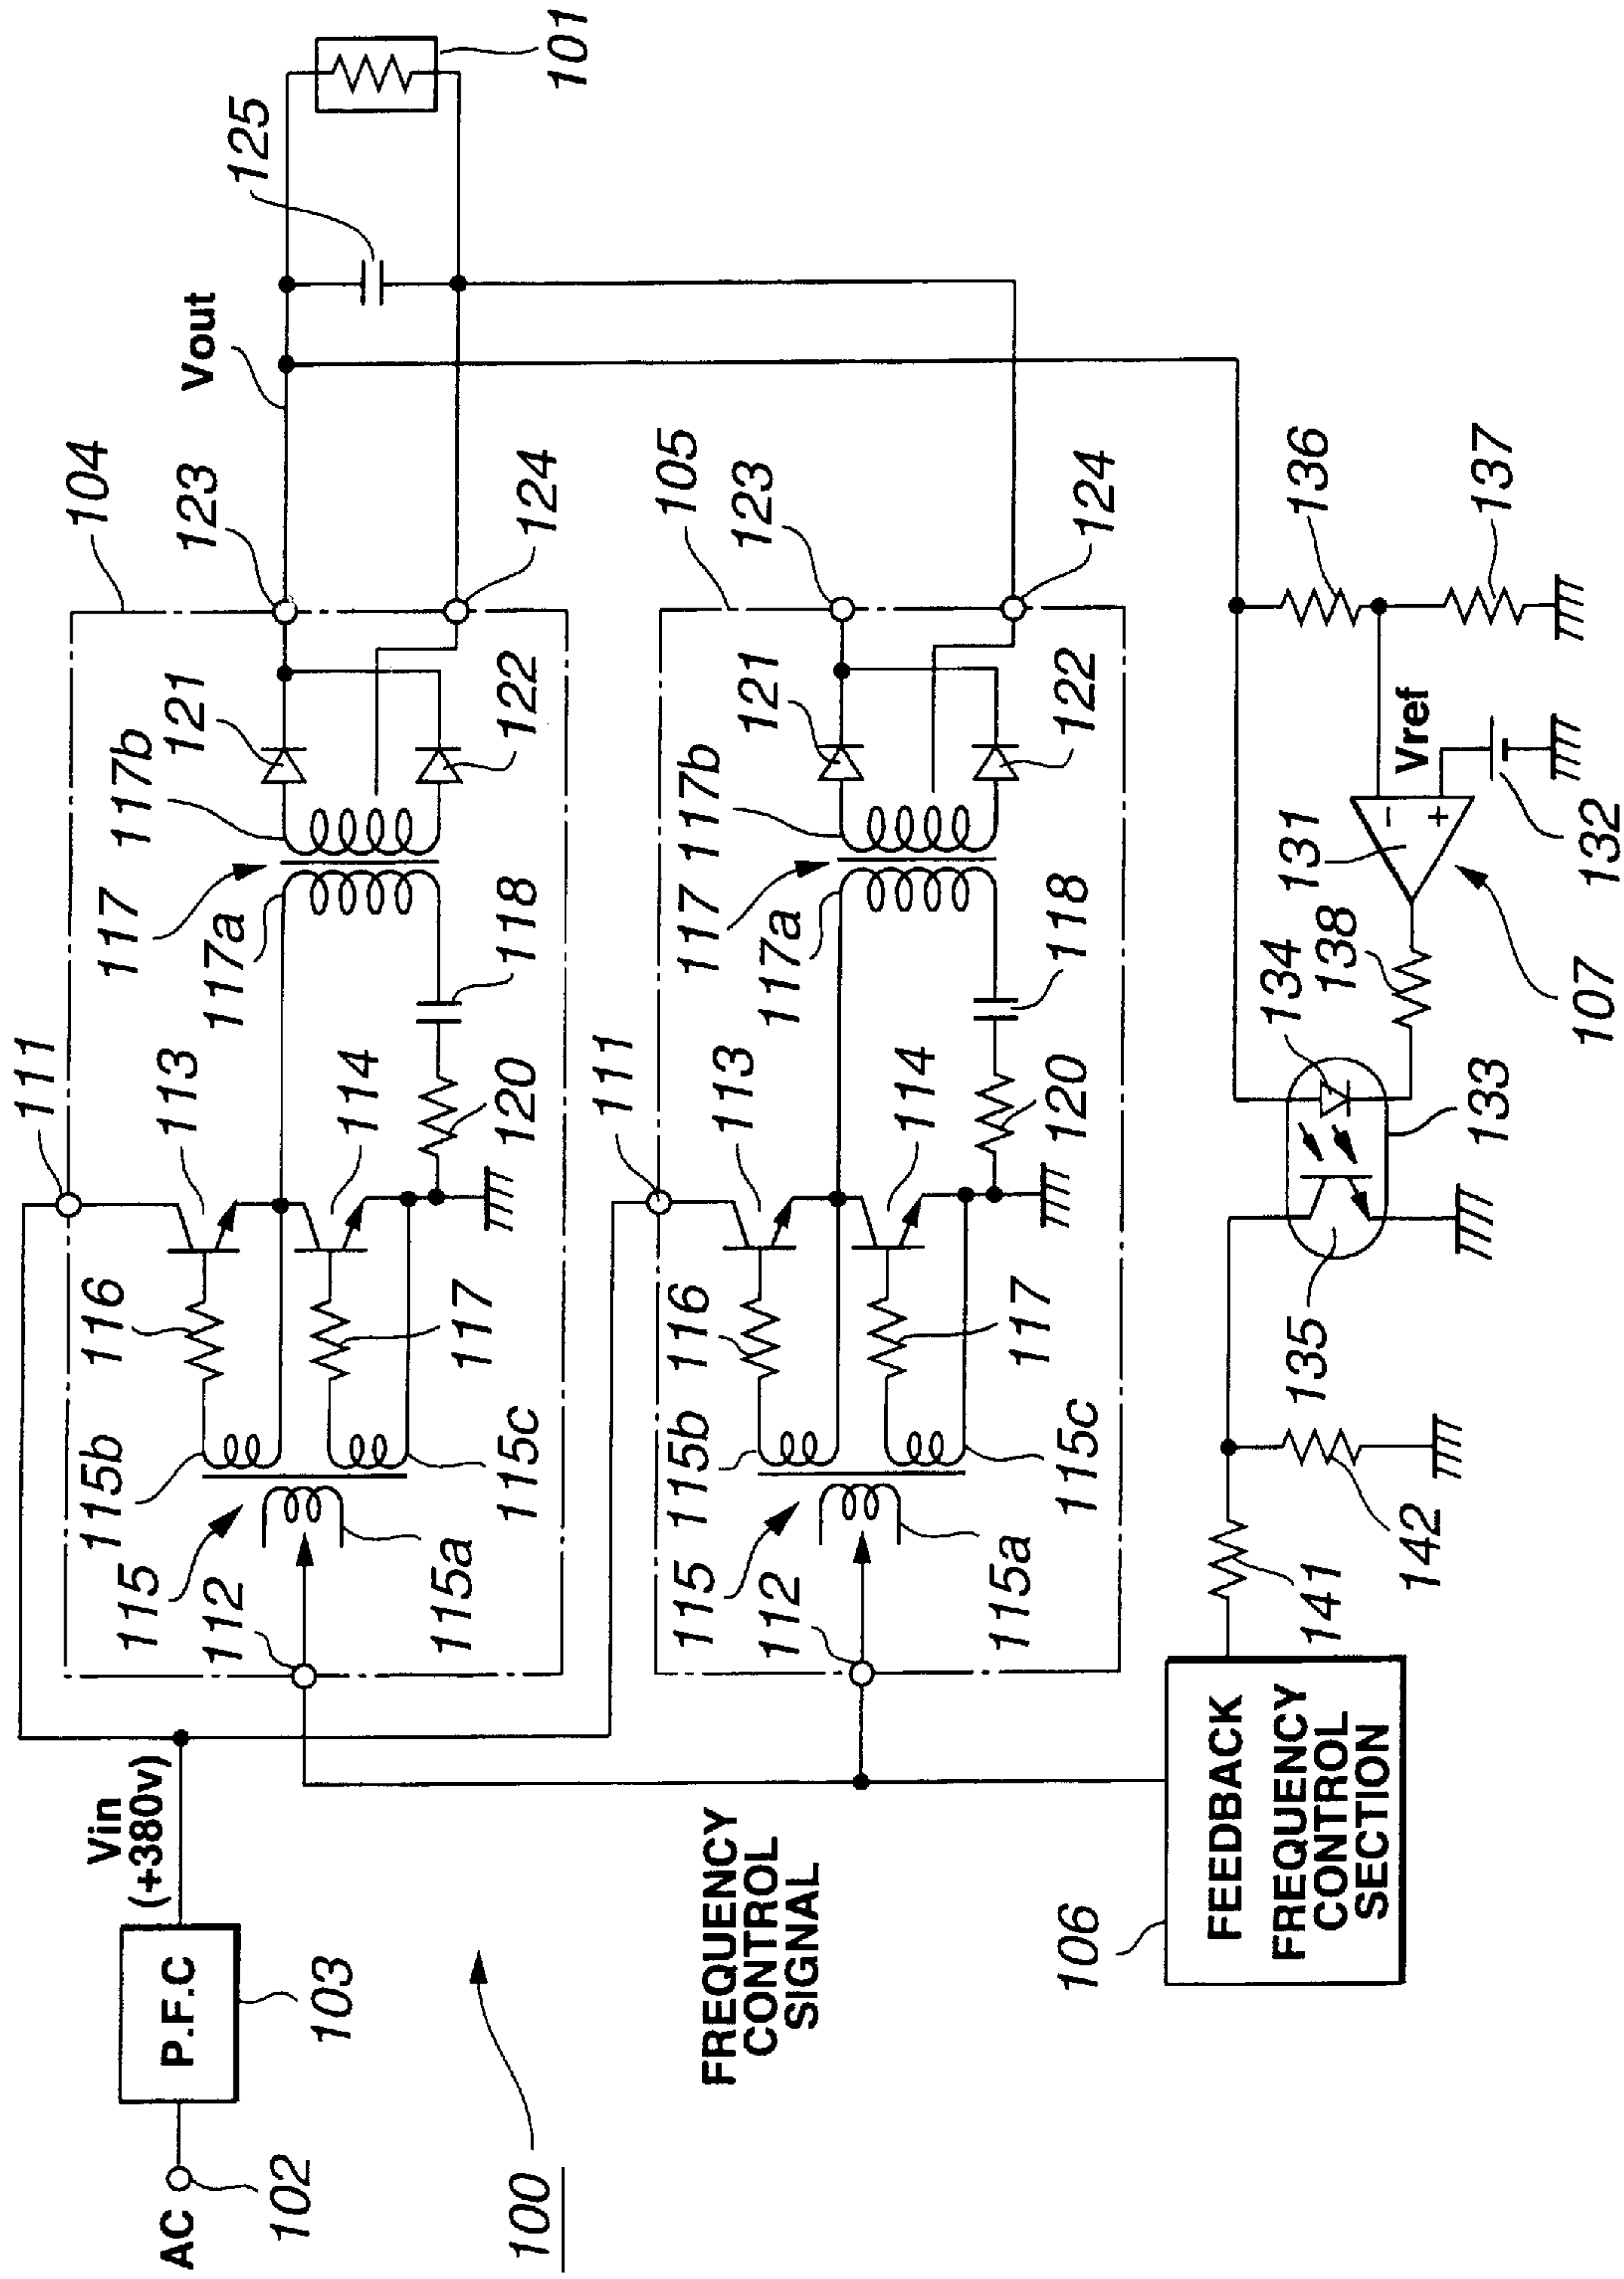 AC
102
P.F.C
103
Vin
(+380v)
100
111
104
116
113
115b
115
112
115a
117
114
115c
117
117a
117b
118
120
121
122
123
124
Vout
125
101
111
105
116
113
115b
115
112
115a
117
114
115c
117
117a
117b
118
120
121
122
123
124
FREQUENCY
CONTROL
SIGNAL
106
FEEDBACK
FREQUENCY
CONTROL
SECTION
141
142
135
133
134
138
131
-
+
107
Vref
132
136
137